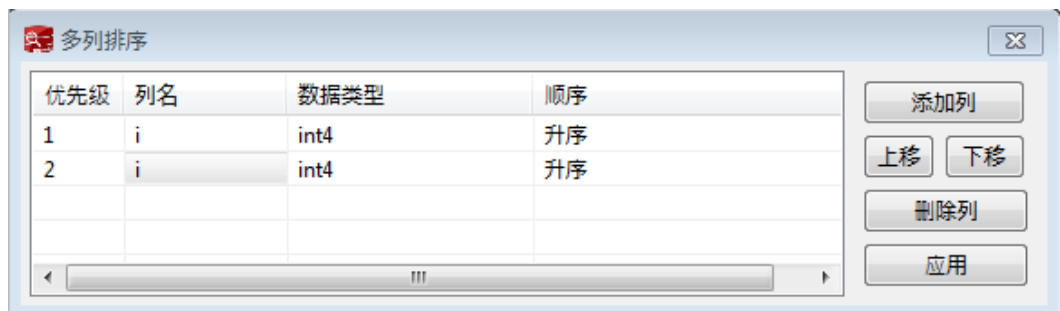 多列排序
优先级 列名 数据类型 顺序
1 i int4 升序
2 i int4 升序
添加列
上移 下移
删除列
应用